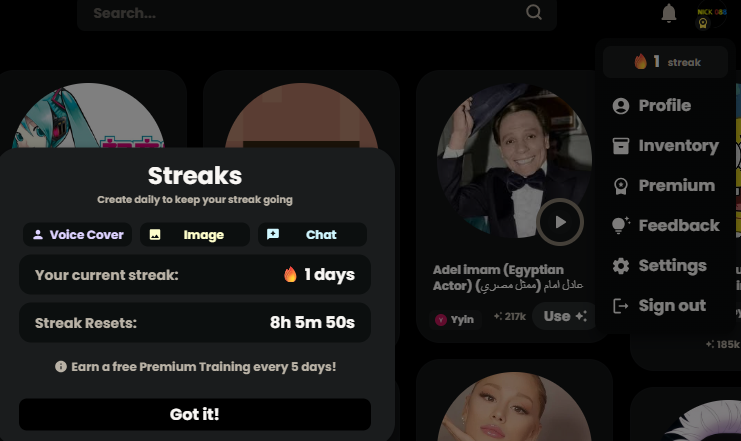 Search...
NICK 088
1 streak
Profile
Inventory
Premium
Feedback
Settings
Sign out
Streaks
Create daily to keep your streak going
Voice Cover
Image
Chat
Your current streak:
1 days
Streak Resets:
8h 5m 50s
Earn a free Premium Training every 5 days!
Got it!
Adel imam (Egyptian
Actor) (عادل امام (ممثل مصري
Yyin
217k
Use
185k